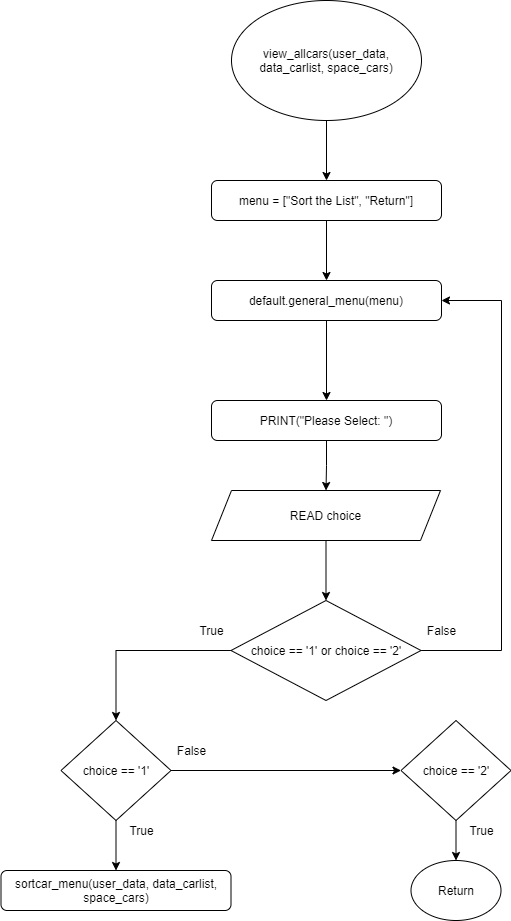 view_allcars(user_data,
data_carlist, space_cars)
menu = ["Sort the List", "Return"]
default.general_menu(menu)
PRINT("Please Select: ")
READ choice
True
False
choice == '1' or choice == '2'
False
choice == '1'
choice == '2'
True
True
sortcar_menu(user_data, data_carlist,
space_cars)
Return